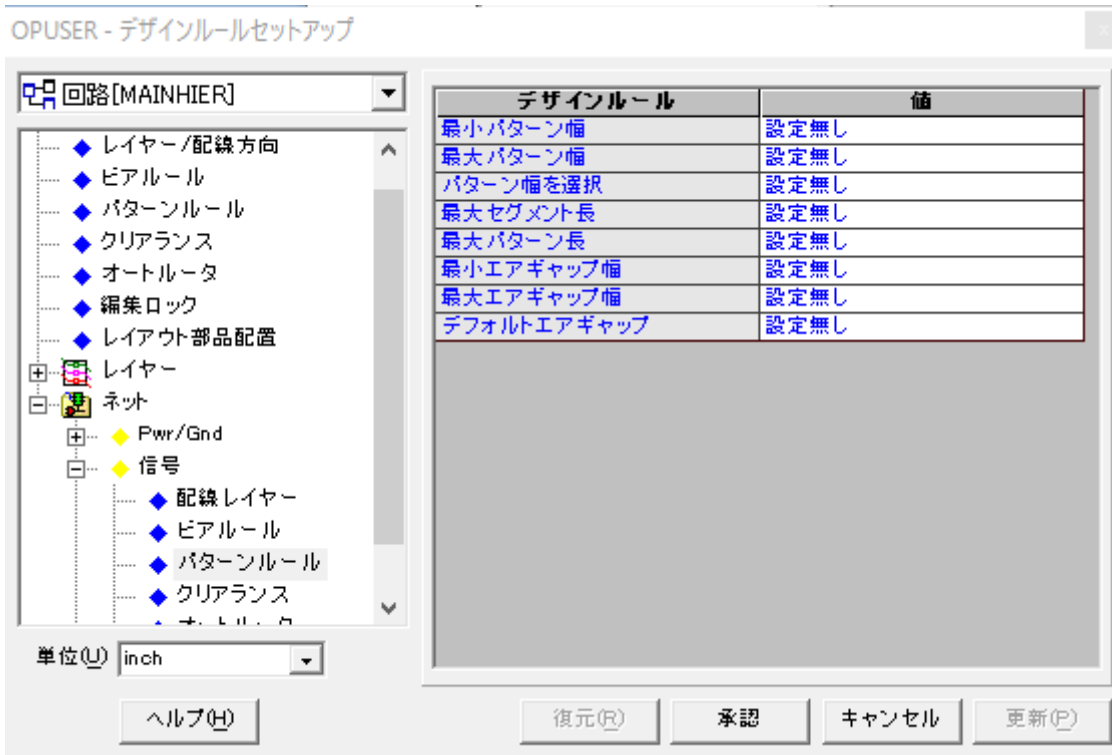 OPUSER - デザインルールセットアップ
回路[MAINHIER]
レイヤー/配線方向
ビアルール
パターンルール
クリアランス
オートルータ
編集ロック
レイアウト部品配置
レイヤー
ネット
Pwr/Gnd
信号
配線レイヤー
ビアルール
パターンルール
クリアランス
オートルータ
単位(U) inch
デザインルール 値
最小パターン幅 設定無し
最大パターン幅 設定無し
パターン幅を選択 設定無し
最大セグメント長 設定無し
最大パターン長 設定無し
最小エアギャップ幅 設定無し
最大エアギャップ幅 設定無し
デフォルトエアギャップ 設定無し
ヘルプ(H) 復元(R) 承認 キャンセル 更新(P)